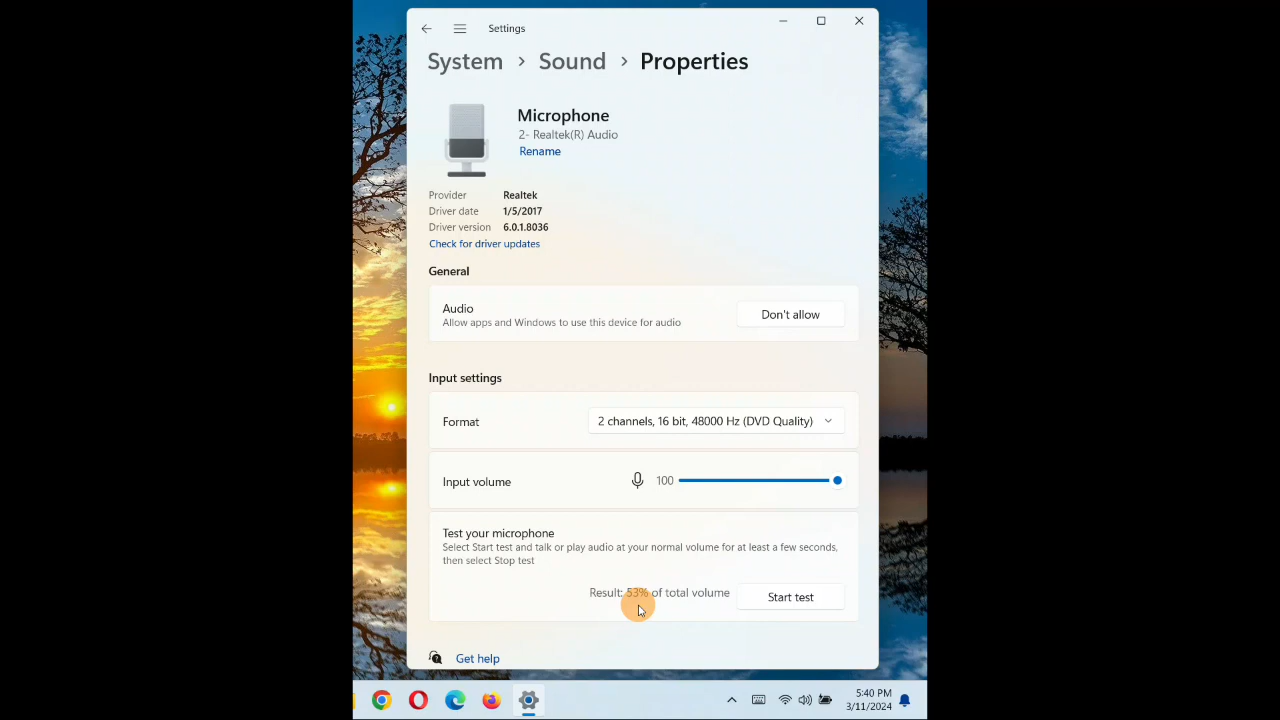 Settings
System > Sound > Properties
Microphone
2- Realtek(R) Audio
Rename
Provider Realtek
Driver date 1/5/2017
Driver version 6.0.1.8036
Check for driver updates
General
Audio
Allow apps and Windows to use this device for audio
Don't allow
Input settings
Format 2 channels, 16 bit, 48000 Hz (DVD Quality)
Input volume 100
Test your microphone
Select Start test and talk or play audio at your normal volume for at least a few seconds,
then select Stop test
Result: 53% of total volume Start test
Get help
5:40 PM
3/11/2024